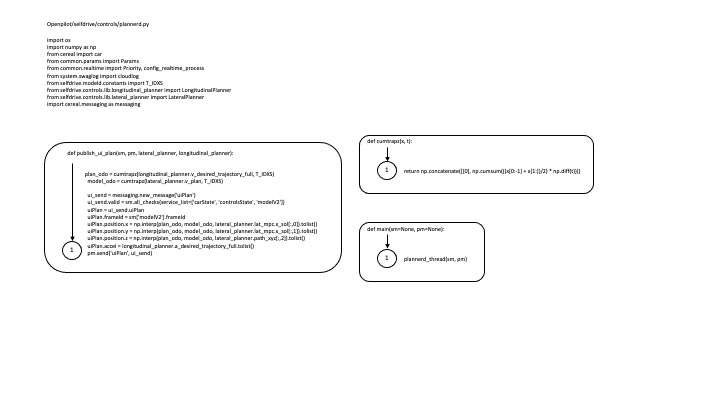 Openpilot/selfdrive/controls/plannerd.py
import os
import numpy as np
from cereal import car
from common.params import Params
from common.realtime import Priority, config_realtime_process
from system.swaglog import cloudlog
from selfdrive.modeld.constants import T_IDXS
from selfdrive.controls.lib.longitudinal_planner import LongitudinalPlanner
from selfdrive.controls.lib.lateral_planner import LateralPlanner
import cereal.messaging as messaging
def publish_ui_plan(sm, pm, lateral_planner, longitudinal_planner):
plan_odo = cumtrapz(longitudinal_planner.v_desired_trajectory_full, T_IDXS)
model_odo = cumtrapz(lateral_planner.v_plan, T_IDXS)
ui_send = messaging.new_message('uiPlan')
ui_send.valid = sm.all_checks(service_list=['carState', 'controlsState', 'modelV2'])
uiPlan = ui_send.uiPlan
uiPlan.frameId = sm['modelV2'].frameId
uiPlan.position.x = np.interp(plan_odo, model_odo, lateral_planner.lat_mpc.x_sol[:,0]).tolist()
uiPlan.position.y = np.interp(plan_odo, model_odo, lateral_planner.lat_mpc.x_sol[:,1]).tolist()
uiPlan.position.z = np.interp(plan_odo, model_odo, lateral_planner.path_xyz[:,2]).tolist()
1
uiPlan.accel = longitudinal_planner.a_desired_trajectory_full.tolist()
pm.send('uiPlan', ui_send)
def cumtrapz(x, t):
1
return np.concatenate([[0], np.cumsum(((x[0:-1] + x[1:])/2) * np.diff(t))])
def main(sm=None, pm=None):
1
plannerd_thread(sm, pm)